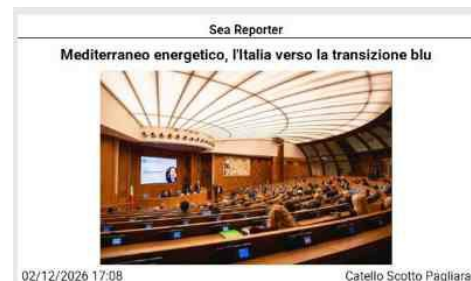 Sea Reporter
Mediterraneo energetico, l'Italia verso la transizione blu
02/12/2026 17:08
Catello Scotto Pagliara